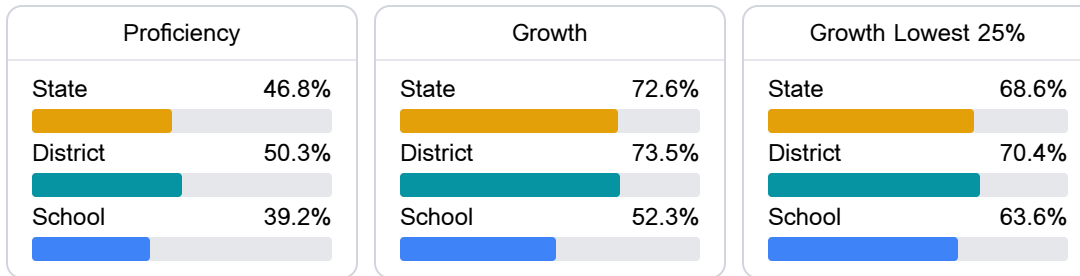 Proficiency
State 46.8%
District 50.3%
School 39.2%
Growth
State 72.6%
District 73.5%
School 52.3%
Growth Lowest 25%
State 68.6%
District 70.4%
School 63.6%